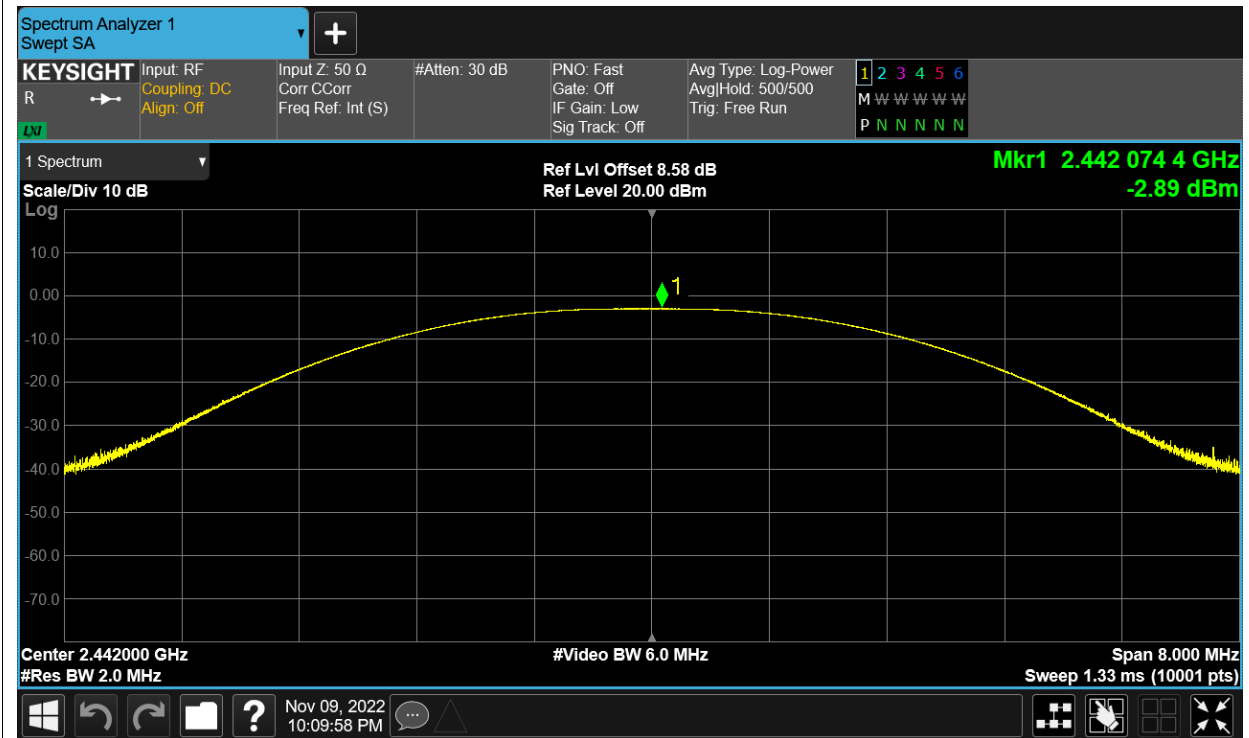 Spectrum Analyzer 1
Swept SA
KEYSIGHT
R
LXI
Input: RF
Coupling: DC
Align: Off
Input Z: 50 Ω
Corr CCorr
Freq Ref: Int (S)
#Atten: 30 dB
PNO: Fast
Gate: Off
IF Gain: Low
Sig Track: Off
Avg Type: Log-Power
Avg|Hold: 500/500
Trig: Free Run
1 2 3 4 5 6
M W W W W W
P N N N N N
1 Spectrum
Scale/Div 10 dB
Log
Ref Lvl Offset 8.58 dB
Ref Level 20.00 dBm
Mkr1 2.442 074 4 GHz
-2.89 dBm
10.0
0.00
-10.0
-20.0
-30.0
-40.0
-50.0
-60.0
-70.0
1
Center 2.442000 GHz
#Res BW 2.0 MHz
#Video BW 6.0 MHz
Span 8.000 MHz
Sweep 1.33 ms (10001 pts)
?
Nov 09, 2022
10:09:58 PM